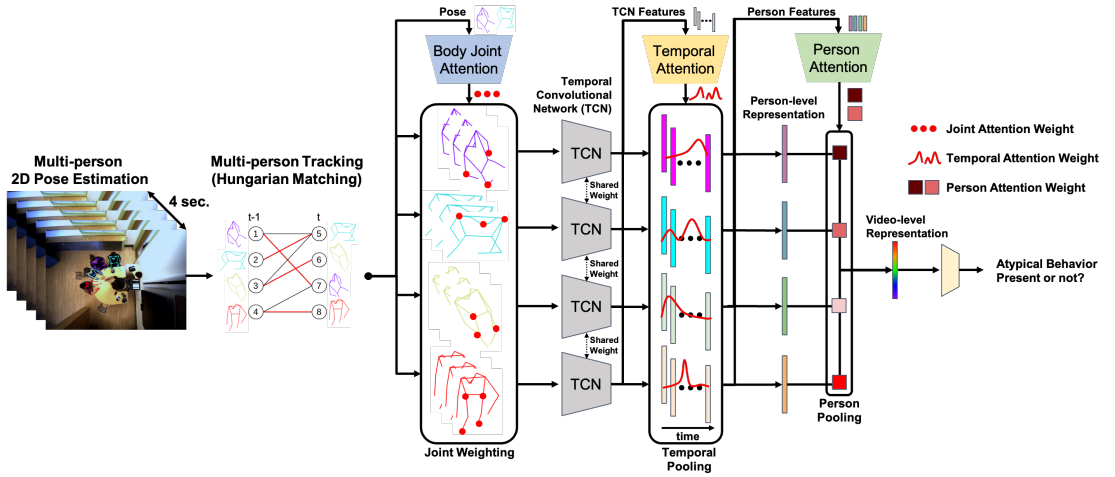 Multi-person
2D Pose Estimation
4 sec.
Multi-person Tracking
(Hungarian Matching)
t-1
t
1
5
2
6
3
7
4
8
Pose
Body Joint
Attention
Joint Weighting
Temporal
Convolutional
Network (TCN)
TCN
Shared
Weight
TCN
Shared
Weight
TCN
Shared
Weight
TCN
TCN Features
Temporal
Attention
time
Temporal
Pooling
Person Features
Person
Attention
Person-level
Representation
Person
Pooling
Joint Attention Weight
Temporal Attention Weight
Person Attention Weight
Video-level
Representation
Atypical Behavior
Present or not?